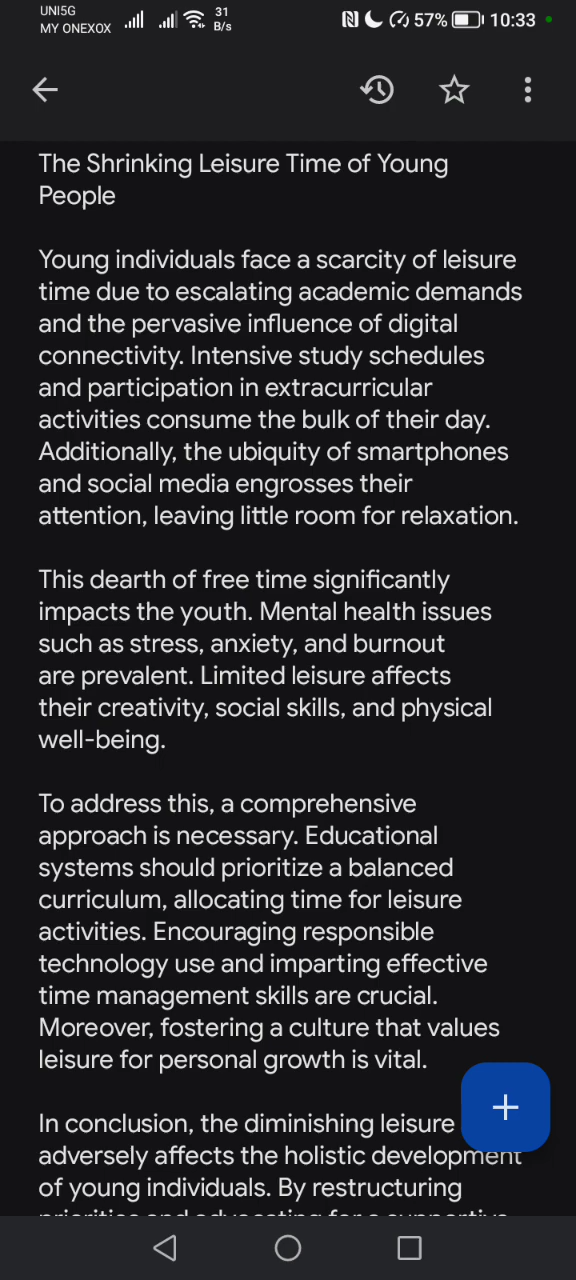 UNI5G
MY ONEXOX
31
B/s
57%
10:33
The Shrinking Leisure Time of Young
People
Young individuals face a scarcity of leisure
time due to escalating academic demands
and the pervasive influence of digital
connectivity. Intensive study schedules
and participation in extracurricular
activities consume the bulk of their day.
Additionally, the ubiquity of smartphones
and social media engrosses their
attention, leaving little room for relaxation.
This dearth of free time significantly
impacts the youth. Mental health issues
such as stress, anxiety, and burnout
are prevalent. Limited leisure affects
their creativity, social skills, and physical
well-being.
To address this, a comprehensive
approach is necessary. Educational
systems should prioritize a balanced
curriculum, allocating time for leisure
activities. Encouraging responsible
technology use and imparting effective
time management skills are crucial.
Moreover, fostering a culture that values
leisure for personal growth is vital.
In conclusion, the diminishing leisure
adversely affects the holistic development
of young individuals. By restructuring
priorities and advocating for a supportive